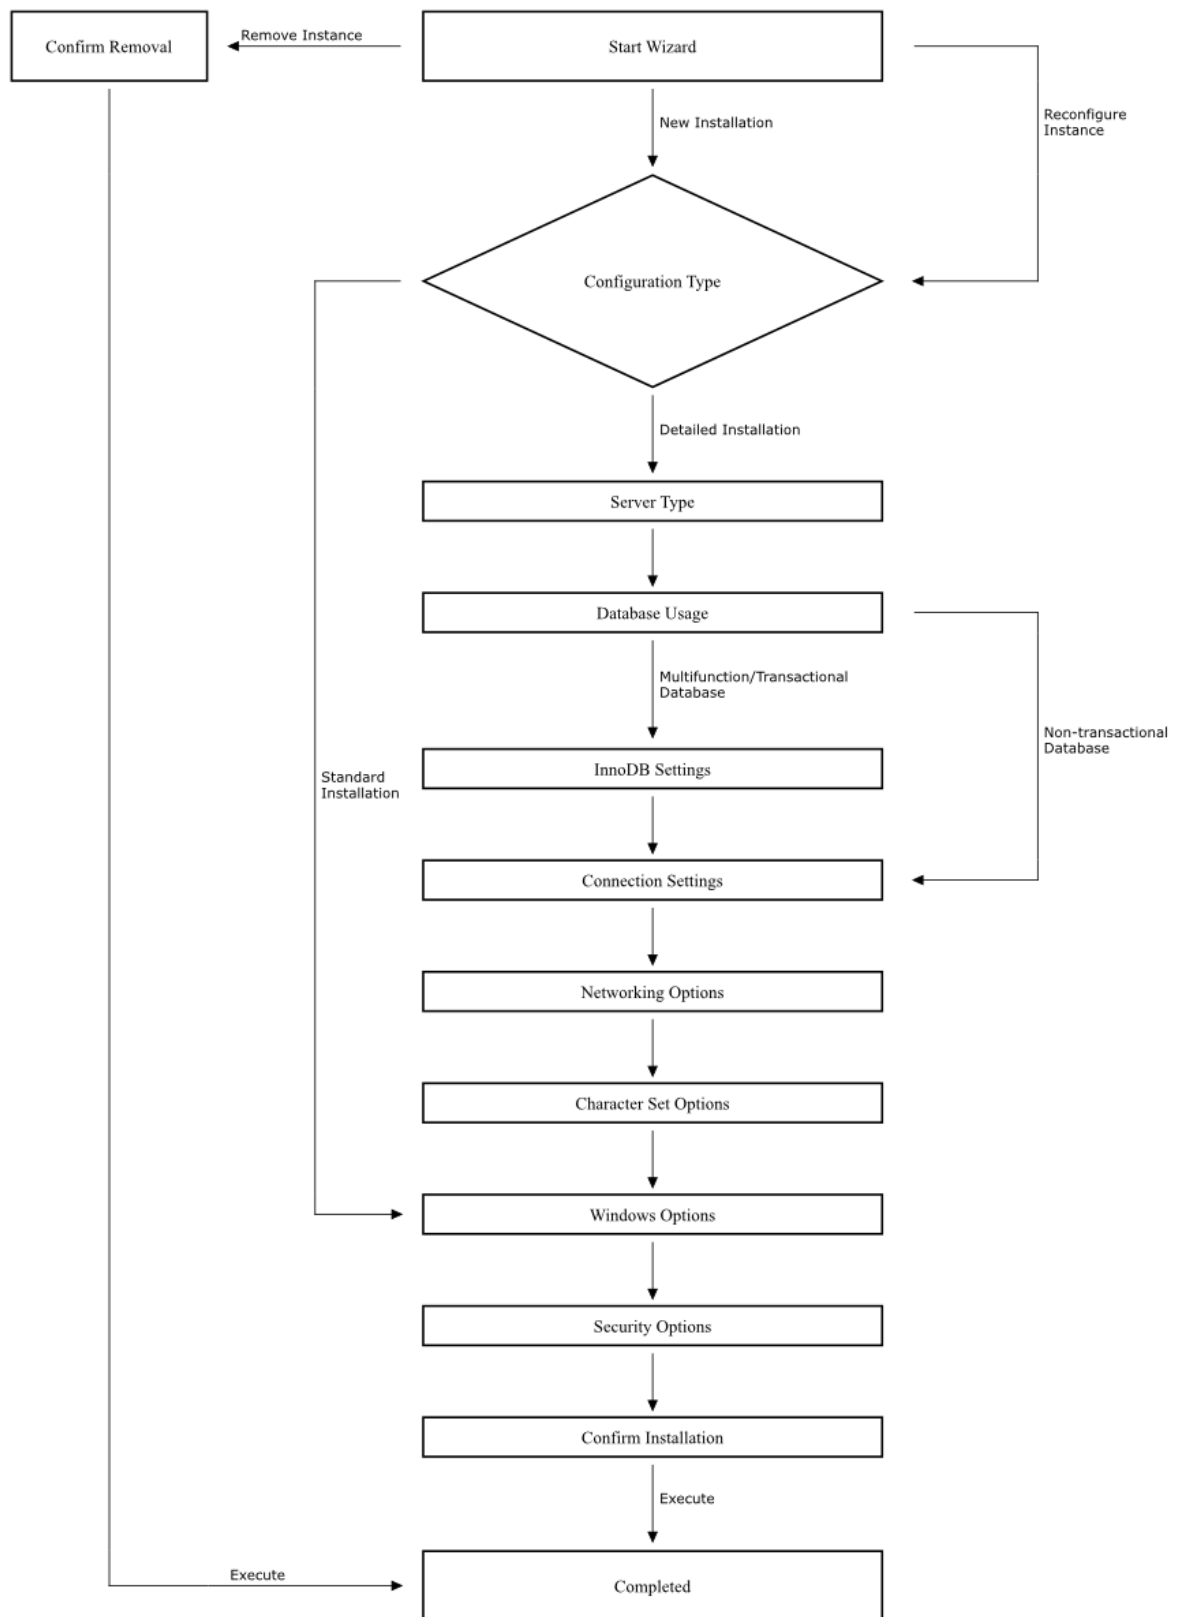 Confirm Removal
Remove Instance
Start Wizard
New Installation
Reconfigure
Instance
Configuration Type
Detailed Installation
Server Type
Database Usage
Multifunction/Transactional
Database
Non-transactional
Database
InnoDB Settings
Standard
Installation
Connection Settings
Networking Options
Character Set Options
Windows Options
Security Options
Confirm Installation
Execute
Execute
Completed